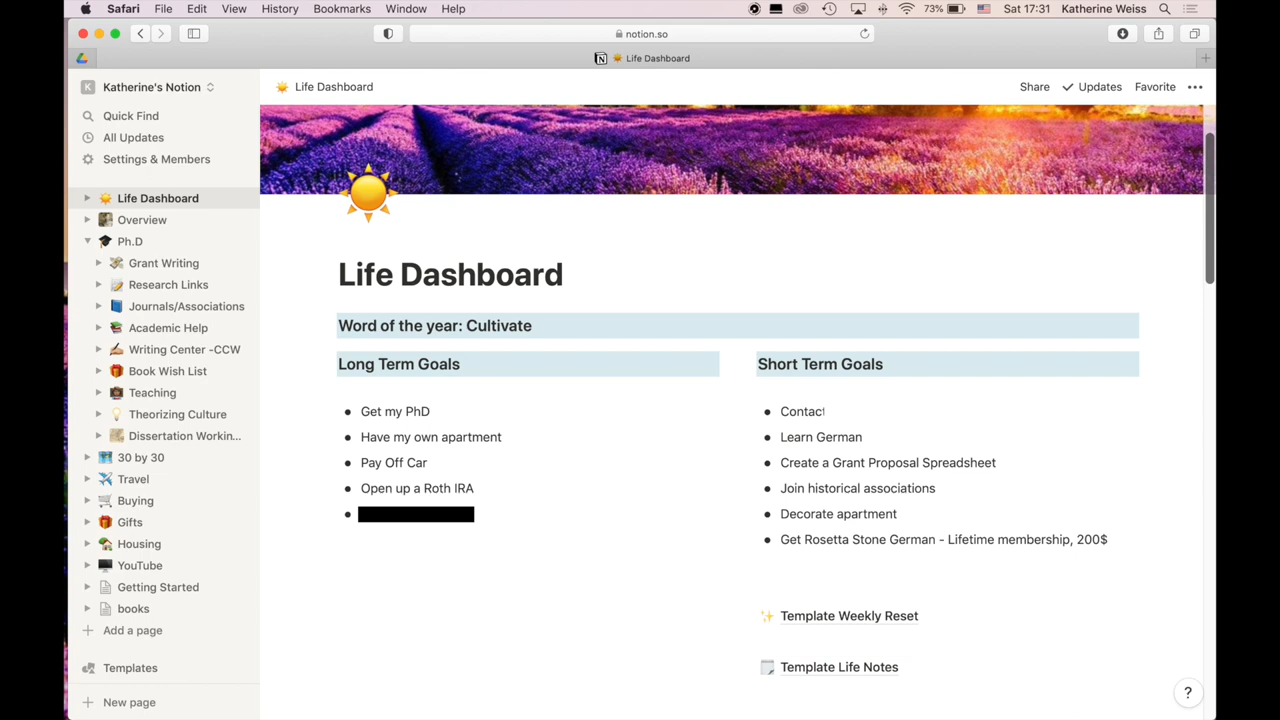 Safari File Edit View History Bookmarks Window Help 73% Sat 17:31 Katherine Weiss
notion.so
Life Dashboard
K Katherine's Notion
Life Dashboard
Share Updates Favorite
Quick Find
All Updates
Settings & Members
Life Dashboard
Overview
Ph.D
Grant Writing
Research Links
Journals/Associations
Academic Help
Writing Center -CCW
Book Wish List
Teaching
Theorizing Culture
Dissertation Workin...
30 by 30
Travel
Buying
Gifts
Housing
YouTube
Getting Started
books
Add a page
Templates
New page
Life Dashboard
Word of the year: Cultivate
Long Term Goals
Get my PhD
Have my own apartment
Pay Off Car
Open up a Roth IRA
Short Term Goals
Contact
Learn German
Create a Grant Proposal Spreadsheet
Join historical associations
Decorate apartment
Get Rosetta Stone German - Lifetime membership, 200$
Template Weekly Reset
Template Life Notes
?